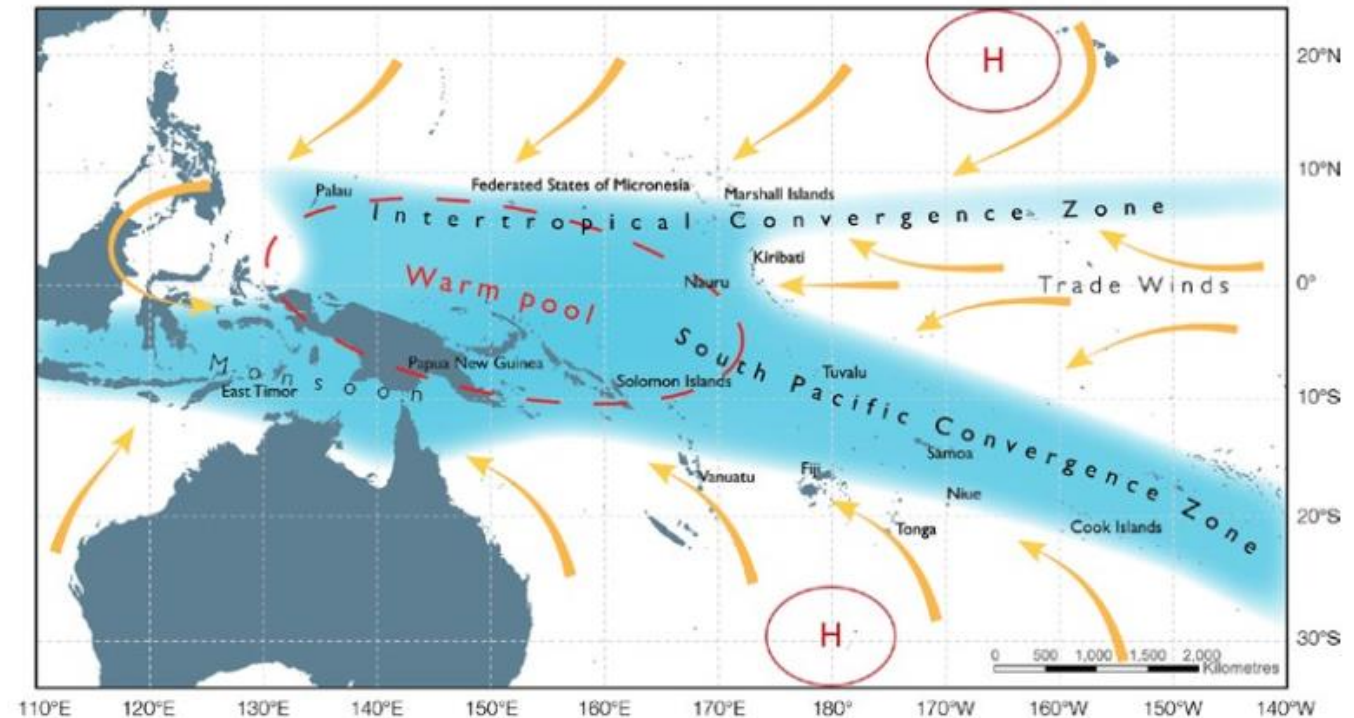 H
20°N
10°N
Palau
Federated States of Micronesia
Marshall Islands
Intertropical Convergence Zone
Kiribati
Warm pool
Nauru
Trade Winds
0°
South Pacific Convergence Zone
Papua New Guinea
Monsoon
East Timor
Solomon Islands
Tuvalu
10°S
Samoa
Vanuatu
Fiji
Niue
Tonga
Cook Islands
20°S
H
30°S
0 500 1,000 1,500 2,000
Kilometres
110°E 120°E 130°E 140°E 150°E 160°E 170°E 180° 170°W 160°W 150°W 140°W